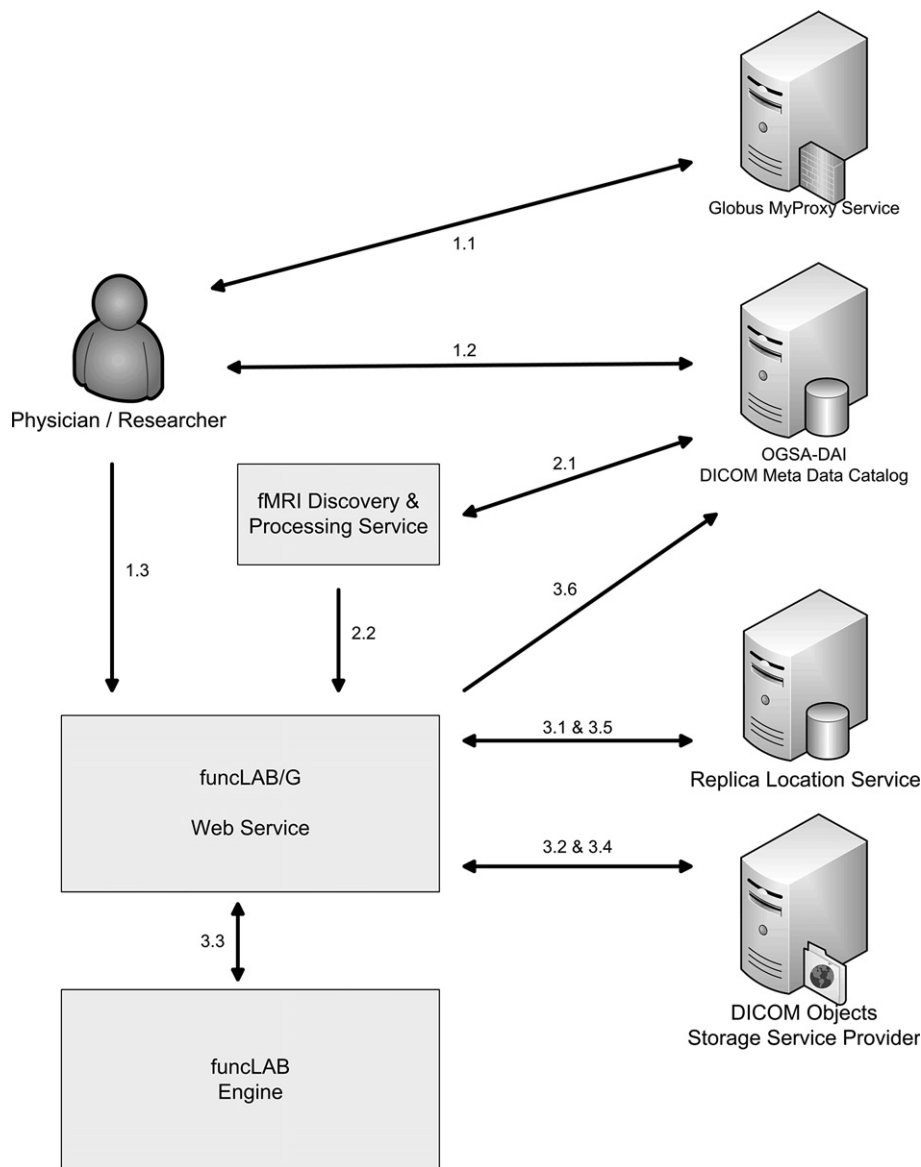 Globus MyProxy Service
1.1
1.2
Physician / Researcher
OGSA-DAI
DICOM Meta Data Catalog
2.1
fMRI Discovery &
Processing Service
1.3
3.6
2.2
3.1 & 3.5
Replica Location Service
funcLAB/G
Web Service
3.2 & 3.4
3.3
DICOM Objects
Storage Service Provider
funcLAB
Engine